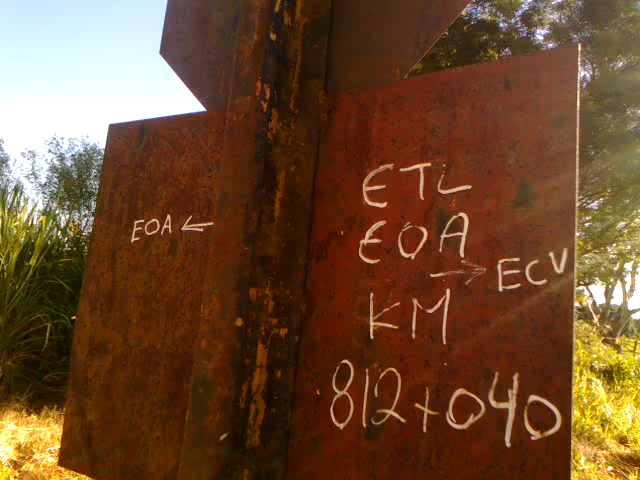 EOA ←
ETL
EOA
→ ECV
KM
812+040